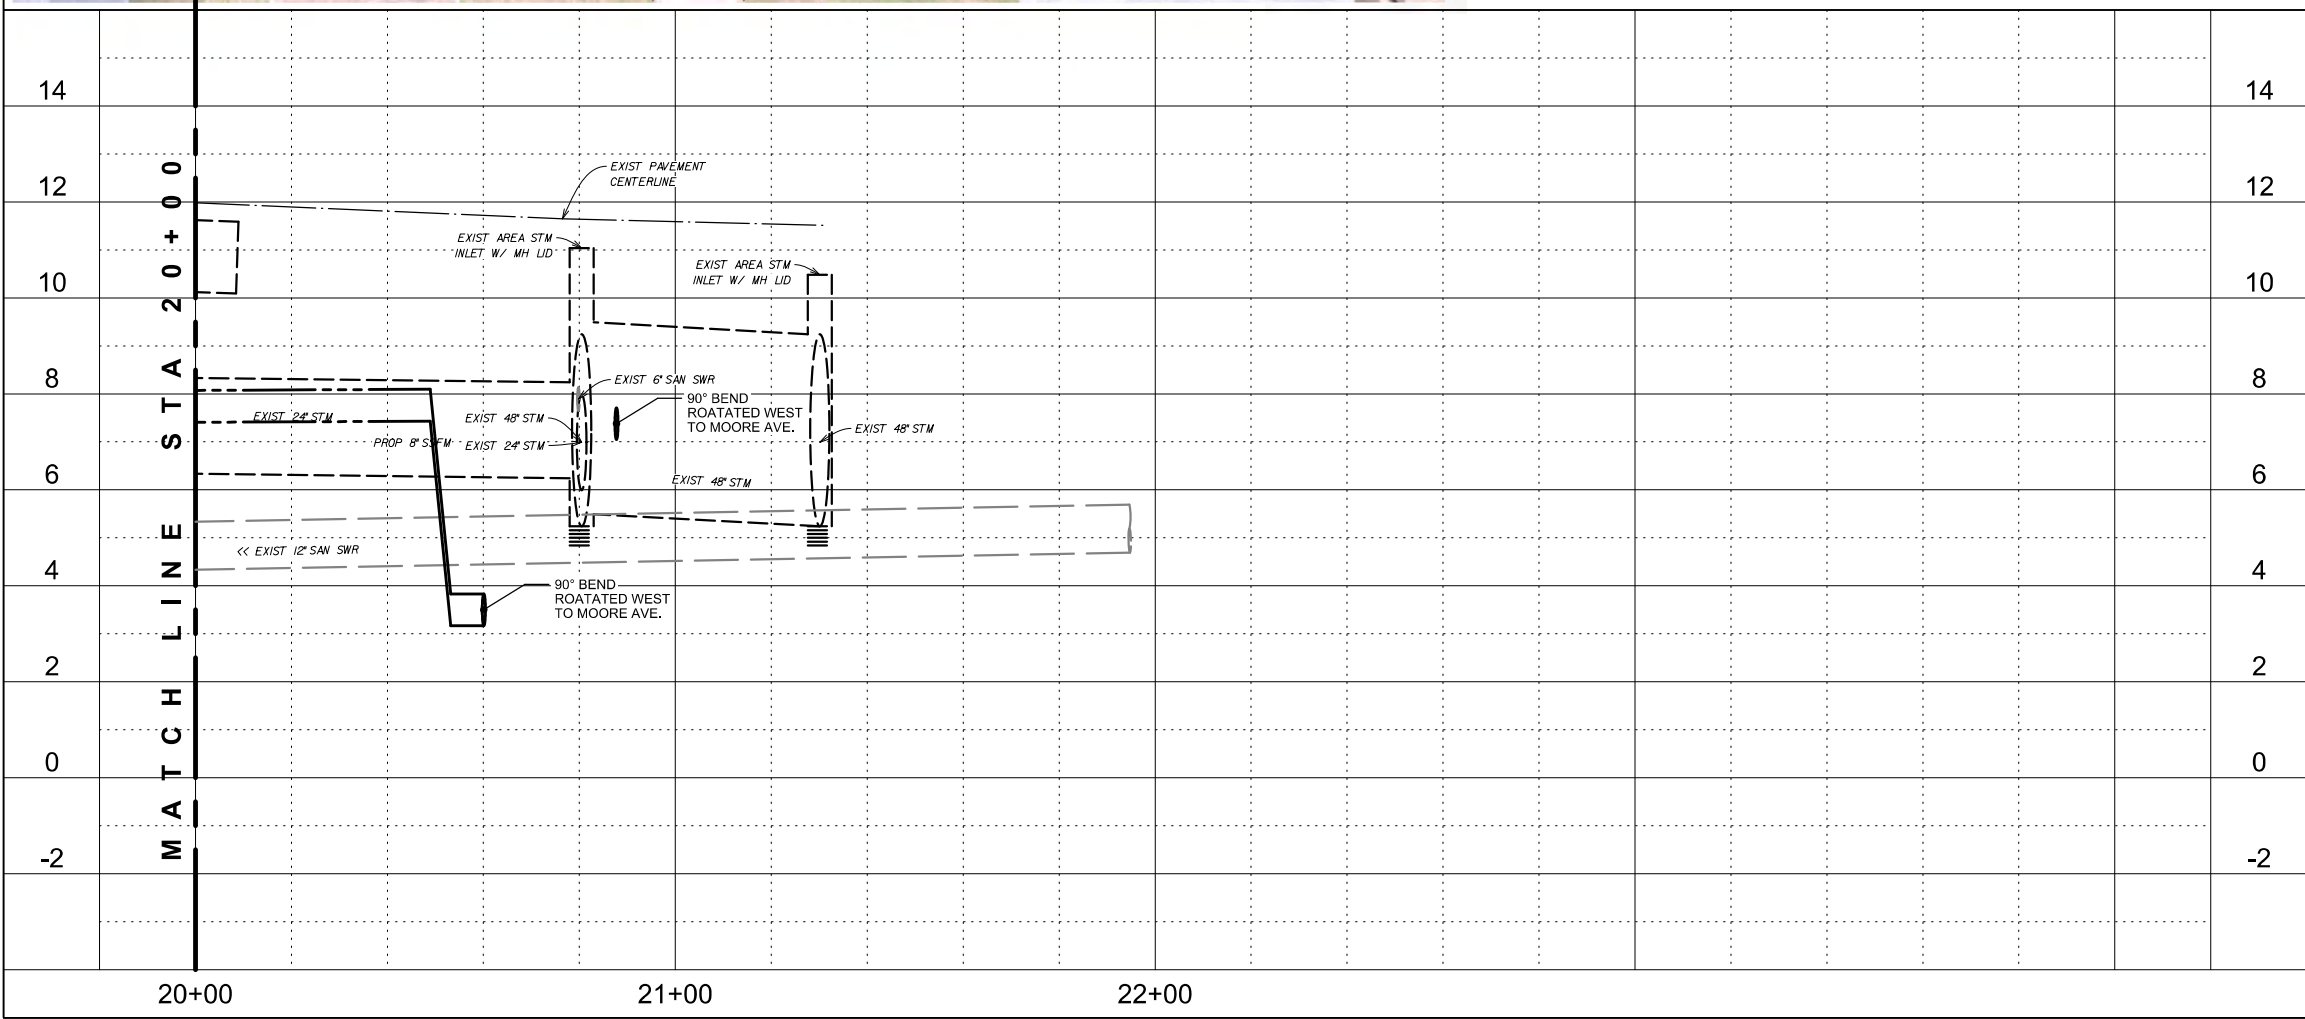 14
14
12
12
10
10
8
8
6
6
4
4
2
2
0
0
-2
-2
MATCH LINE STA 20+00
EXIST PAVEMENT
CENTERLINE
EXIST AREA STM
INLET W/ MH LID
EXIST AREA STM
INLET W/ MH LID
EXIST 6" SAN SWR
90° BEND
ROATATED WEST
TO MOORE AVE.
EXIST 24" STM
EXIST 48" STM
EXIST 48" STM
PROP 8" SSFM
EXIST 24" STM
EXIST 48" STM
<< EXIST 12" SAN SWR
90° BEND
ROATATED WEST
TO MOORE AVE.
20+00
21+00
22+00